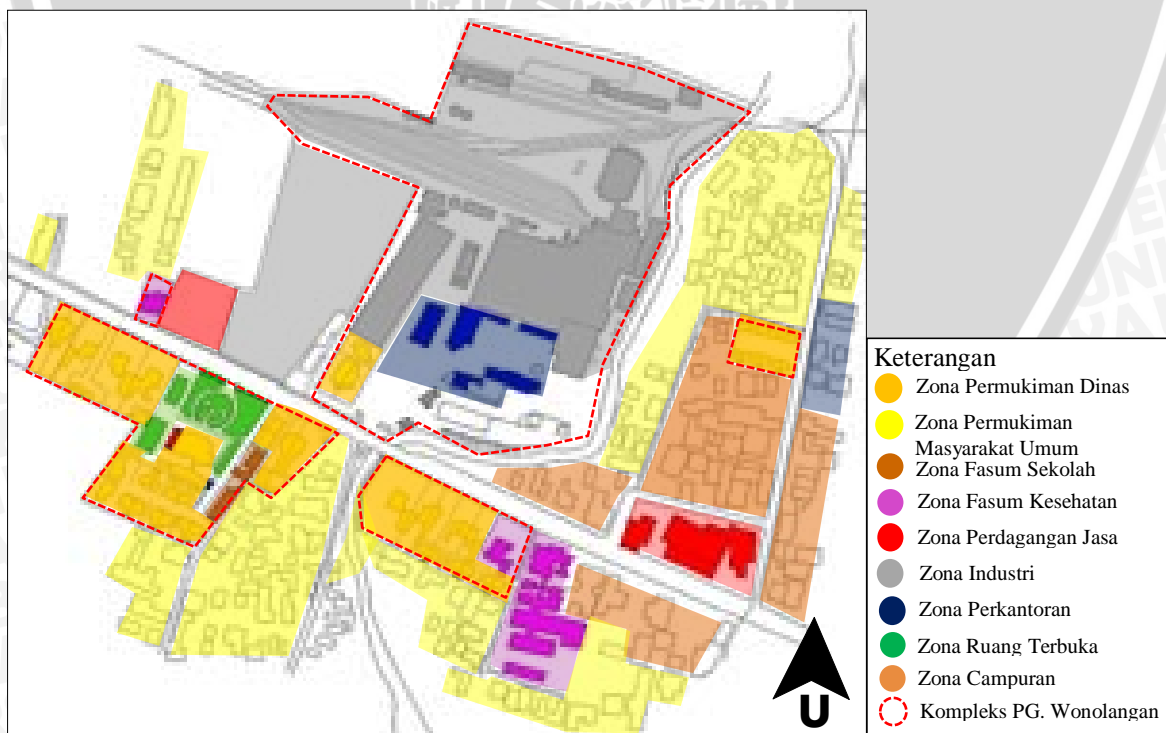 Keterangan
Zona Permukiman Dinas
Zona Permukiman
Masyarakat Umum
Zona Fasum Sekolah
Zona Fasum Kesehatan
Zona Perdagangan Jasa
Zona Industri
Zona Perkantoran
Zona Ruang Terbuka
Zona Campuran
Kompleks PG. Wonolangan
U